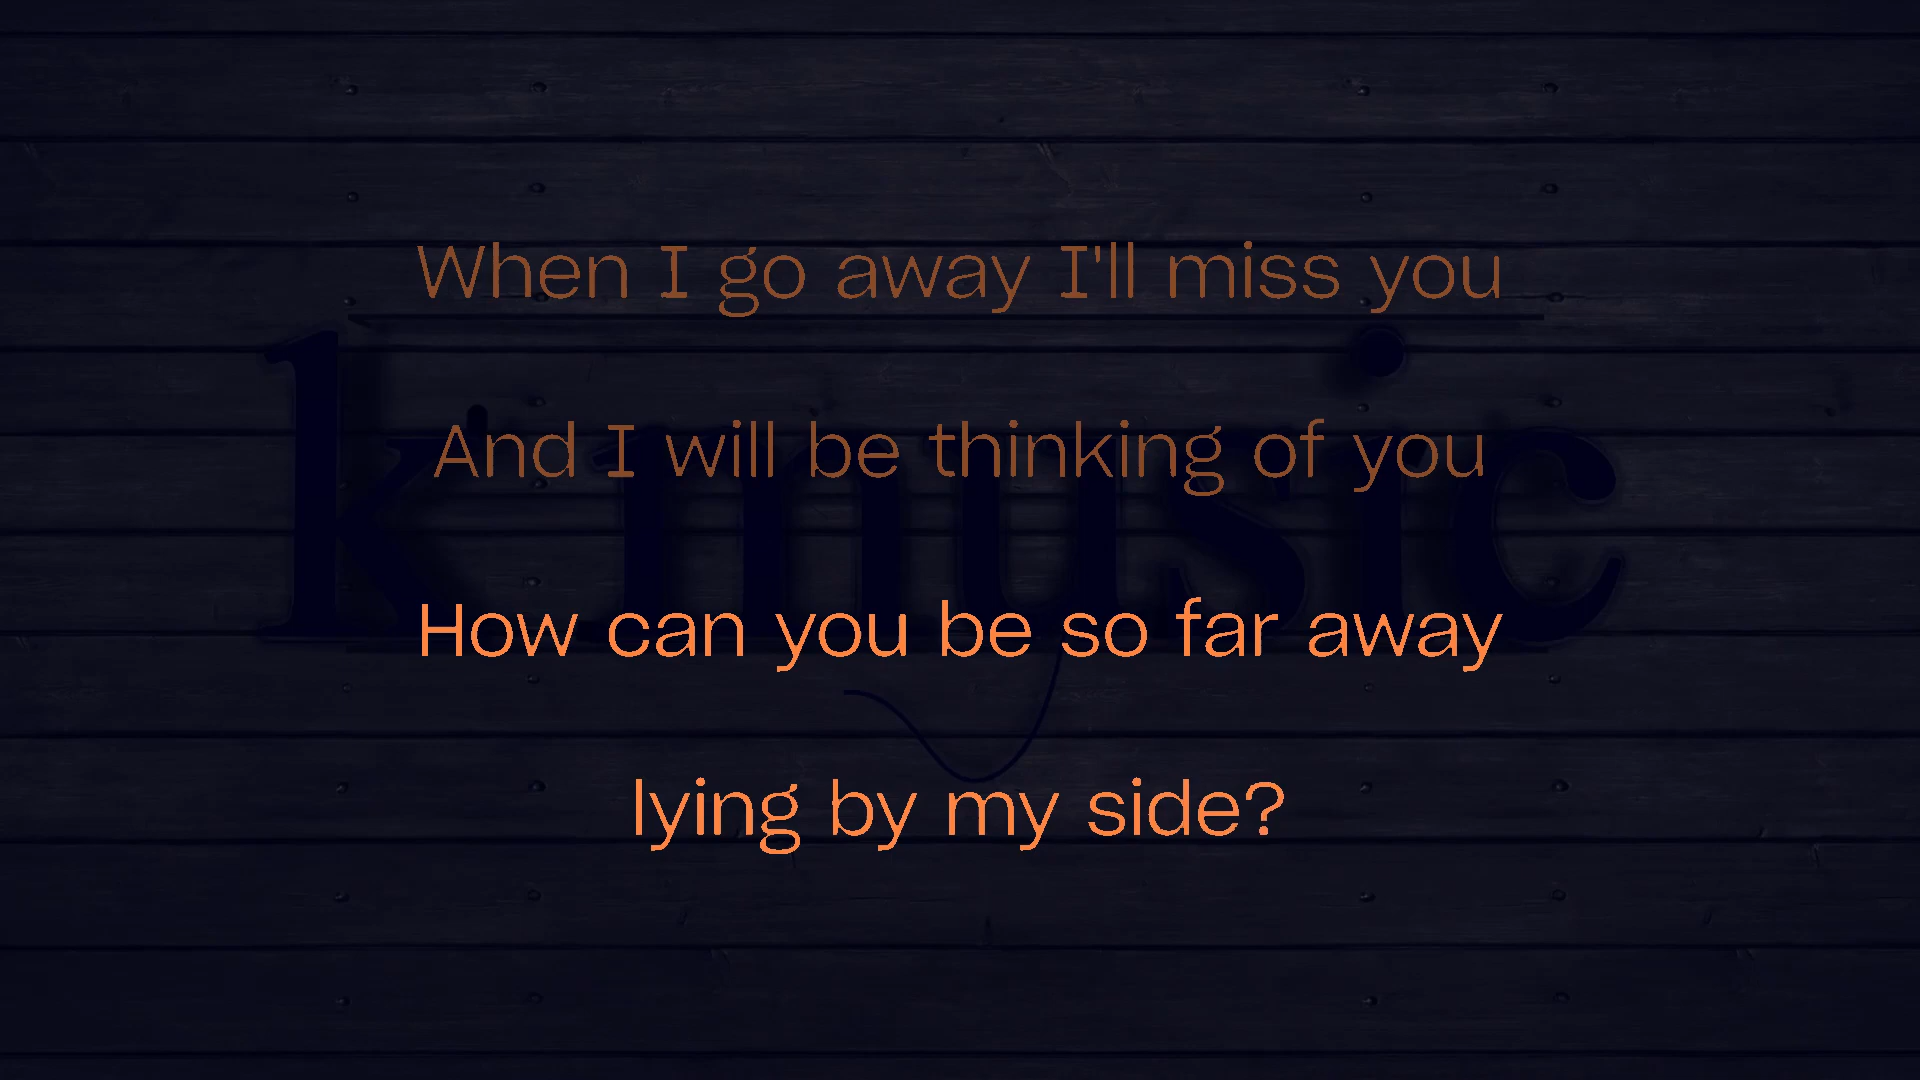 When I go away I'll miss you
And I will be thinking of you
k'music
How can you be so far away
lying by my side?